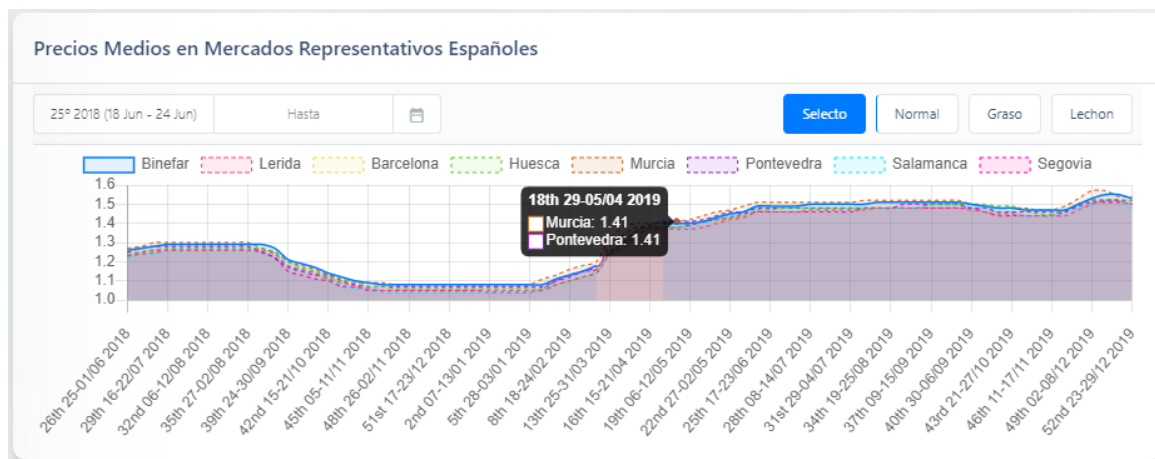 Precios Medios en Mercados Representativos Españoles
25º 2018 (18 Jun - 24 Jun) Hasta Selecto Normal Graso Lechon
Binefar Lerida Barcelona Huesca Murcia Pontevedra Salamanca Segovia
1.6
1.5
1.4
1.3
1.2
1.1
1.0
18th 29-05/04 2019
Murcia: 1.41
Pontevedra: 1.41
26th 25-01/06 2018
29th 16-22/07 2018
32nd 06-12/08 2018
35th 27-02/08 2018
39th 24-30/09 2018
42nd 15-21/10 2018
45th 05-11/11 2018
48th 26-02/11 2018
51st 17-23/12 2018
2nd 07-13/01 2019
5th 28-03/01 2019
8th 18-24/02 2019
13th 25-31/03 2019
16th 15-21/04 2019
19th 06-12/05 2019
22nd 27-02/05 2019
25th 17-23/06 2019
28th 08-14/07 2019
31st 29-04/07 2019
34th 19-25/08 2019
37th 09-15/09 2019
40th 30-06/09 2019
43rd 21-27/10 2019
46th 11-17/11 2019
49th 02-08/12 2019
52nd 23-29/12 2019